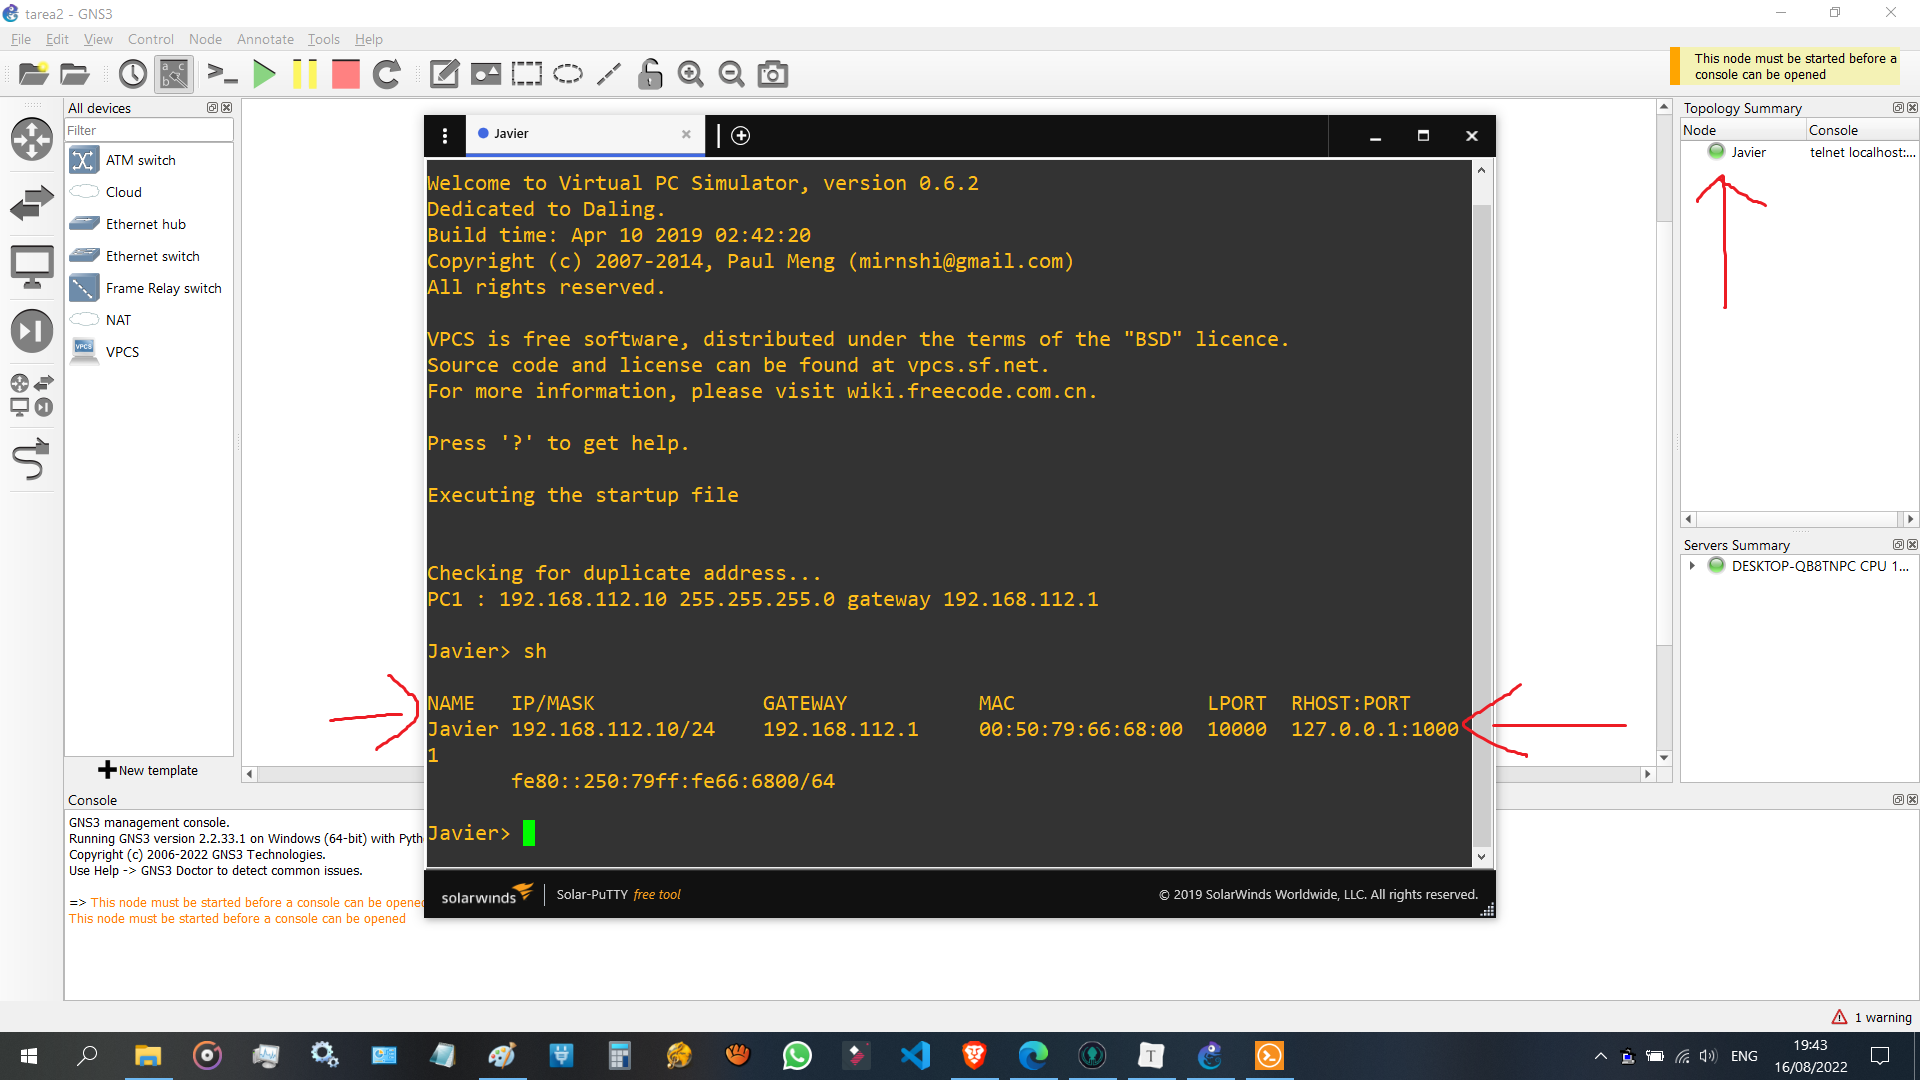 tarea2 - GNS3
File Edit View Control Node Annotate Tools Help
This node must be started before a
console can be opened
All devices
Filter
ATM switch
Cloud
Ethernet hub
Ethernet switch
Frame Relay switch
NAT
VPCS
New template
Javier
Welcome to Virtual PC Simulator, version 0.6.2
Dedicated to Daling.
Build time: Apr 10 2019 02:42:20
Copyright (c) 2007-2014, Paul Meng (mirnshi@gmail.com)
All rights reserved.
VPCS is free software, distributed under the terms of the "BSD" licence.
Source code and license can be found at vpcs.sf.net.
For more information, please visit wiki.freecode.com.cn.
Press '?' to get help.
Executing the startup file
Checking for duplicate address...
PC1 : 192.168.112.10 255.255.255.0 gateway 192.168.112.1
Javier> sh
NAME IP/MASK GATEWAY MAC LPORT RHOST:PORT
Javier 192.168.112.10/24 192.168.112.1 00:50:79:66:68:00 10000 127.0.0.1:1000
1
fe80::250:79ff:fe66:6800/64
Javier>
solarwinds Solar-PuTTY free tool © 2019 SolarWinds Worldwide, LLC. All rights reserved.
Topology Summary
Node Console
Javier telnet localhost:...
Servers Summary
DESKTOP-QB8TNPC CPU 1...
Console
GNS3 management console.
Running GNS3 version 2.2.33.1 on Windows (64-bit) with Pyth
Copyright (c) 2006-2022 GNS3 Technologies.
Use Help -> GNS3 Doctor to detect common issues.
=> This node must be started before a console can be opened
This node must be started before a console can be opened
1 warning
ENG
19:43
16/08/2022